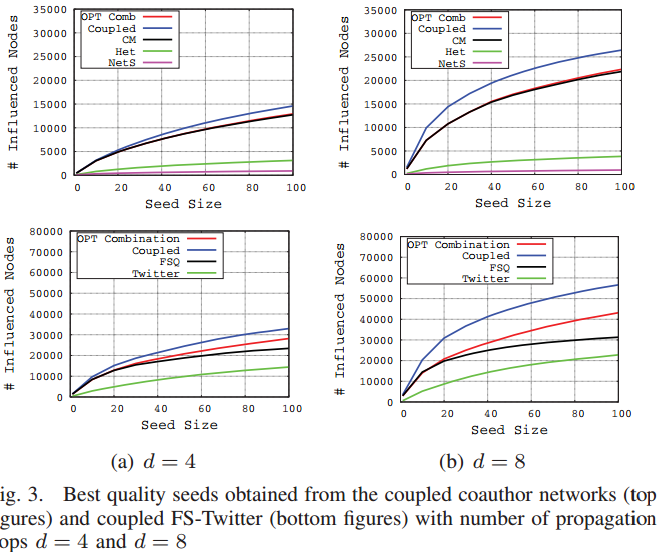 35000
30000
25000
20000
15000
10000
5000
0
# Influenced Nodes
OPT Comb
Coupled
CM
Het
NetS
0 20 40 60 80 100
Seed Size
35000
30000
25000
20000
15000
10000
5000
0
# Influenced Nodes
OPT Comb
Coupled
CM
Het
NetS
0 20 40 60 80 100
Seed Size
80000
70000
60000
50000
40000
30000
20000
10000
0
# Influenced Nodes
OPT Combination
Coupled
FSQ
Twitter
0 20 40 60 80 100
Seed Size
80000
70000
60000
50000
40000
30000
20000
10000
0
# Influenced Nodes
OPT Combination
Coupled
FSQ
Twitter
0 20 40 60 80 100
Seed Size
(a) d = 4
(b) d = 8
ig. 3. Best quality seeds obtained from the coupled coauthor networks (top
gures) and coupled FS-Twitter (bottom figures) with number of propagation
ops d = 4 and d = 8